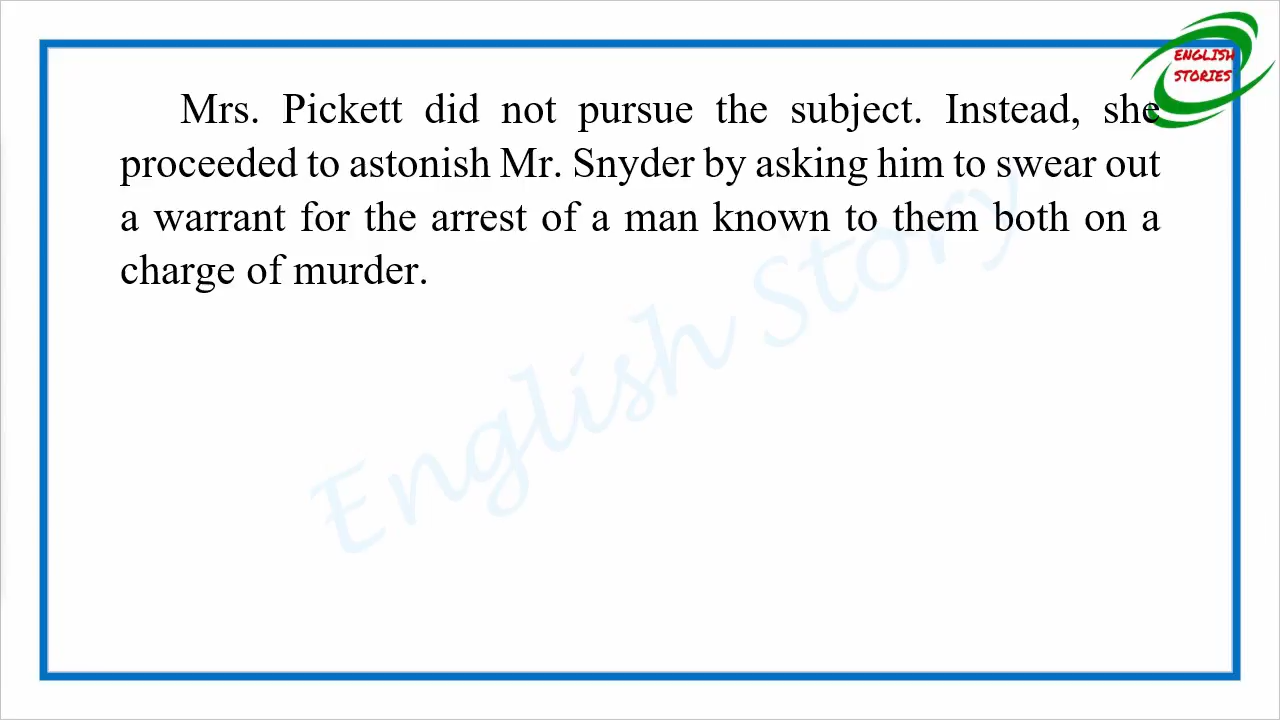 ENGLISH
STORIES
Mrs. Pickett did not pursue the subject. Instead, she
proceeded to astonish Mr. Snyder by asking him to swear out
a warrant for the arrest of a man known to them both on a
charge of murder.
English Story